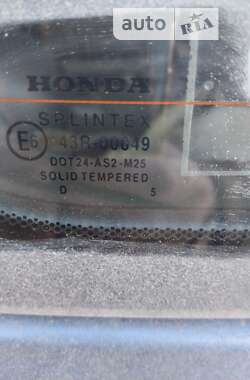 auto RIA
HONDA
SPLINTEX
E6 43R-00049
DOT24-AS2-M25
SOLID TEMPERED
D 5